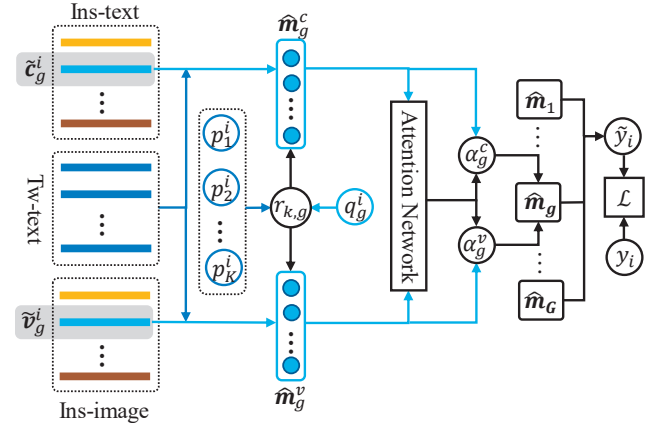 Ins-text
c̃_g^i
Tw-text
ṽ_g^i
Ins-image
p_1^i
p_2^i
p_K^i
m̂_g^c
r_{k,g}
q_g^i
m̂_g^v
Attention Network
α_g^c
α_g^v
m̂_1
m̂_g
m̂_G
ỹ_i
ℒ
y_i